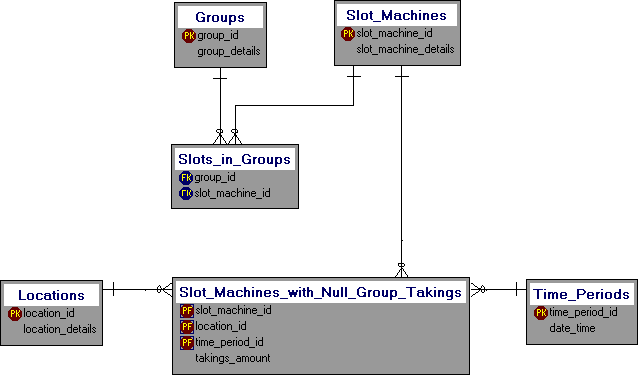 Groups
PK group_id
group_details
Slot_Machines
PK slot_machine_id
slot_machine_details
Slots_in_Groups
FK group_id
FK slot_machine_id
Locations
PK location_id
location_details
Slot_Machines_with_Null_Group_Takings
PF slot_machine_id
PF location_id
PF time_period_id
takings_amount
Time_Periods
PK time_period_id
date_time